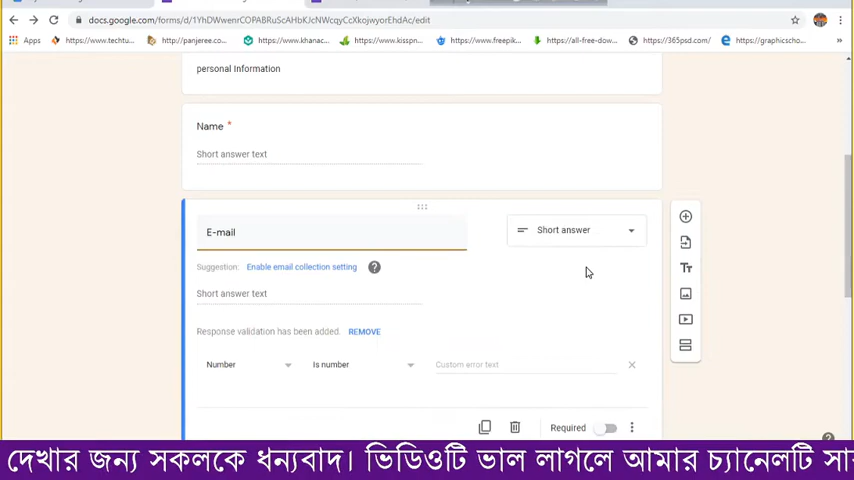 docs.google.com/forms/d/1YhDWwenrCOPABRuScAHbKJcNWcqyCcXkojwyorEhdAc/edit
Apps https://www.techtu... http://panjeree.co... https://www.khanac... https://www.kisspn... https://www.freepik... https://all-free-dow... https://365psd.com/ https://graphicscho... »
personal Information
Name *
Short answer text
E-mail
Short answer
Suggestion: Enable email collection setting
Short answer text
Response validation has been added. REMOVE
Number Is number Custom error text
Required
দেখার জন্য সকলকে ধন্যবাদ। ভিডিওটি ভাল লাগলে আমার চ্যানেলটি সা